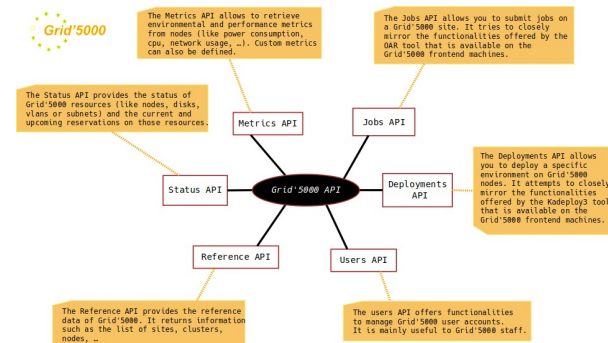 Grid'5000
The Metrics API allows to retrieve
environmental and performance metrics
from nodes (like power consumption,
cpu, network usage, …). Custom metrics
can also be defined.
The Jobs API allows you to submit jobs on
a Grid'5000 site. It tries to closely
mirror the functionalities offered by the
OAR tool that is available on the
Grid'5000 frontend machines.
The Status API provides the status of
Grid'5000 resources (like nodes, disks,
vlans or subnets) and the current and
upcoming reservations on those resources.
Metrics API
Jobs API
The Deployments API allows
you to deploy a specific
environment on Grid'5000
nodes. It attempts to closely
mirror the functionalities
offered by the Kadeploy3 tool
that is available on the
Grid'5000 frontend machines.
Status API
Grid'5000 API
Deployments
API
Reference API
Users API
The Reference API provides the reference
data of Grid'5000. It returns information
such as the list of sites, clusters,
nodes, …
The users API offers functionalities
to manage Grid'5000 user accounts.
It is mainly useful to Grid'5000 staff.